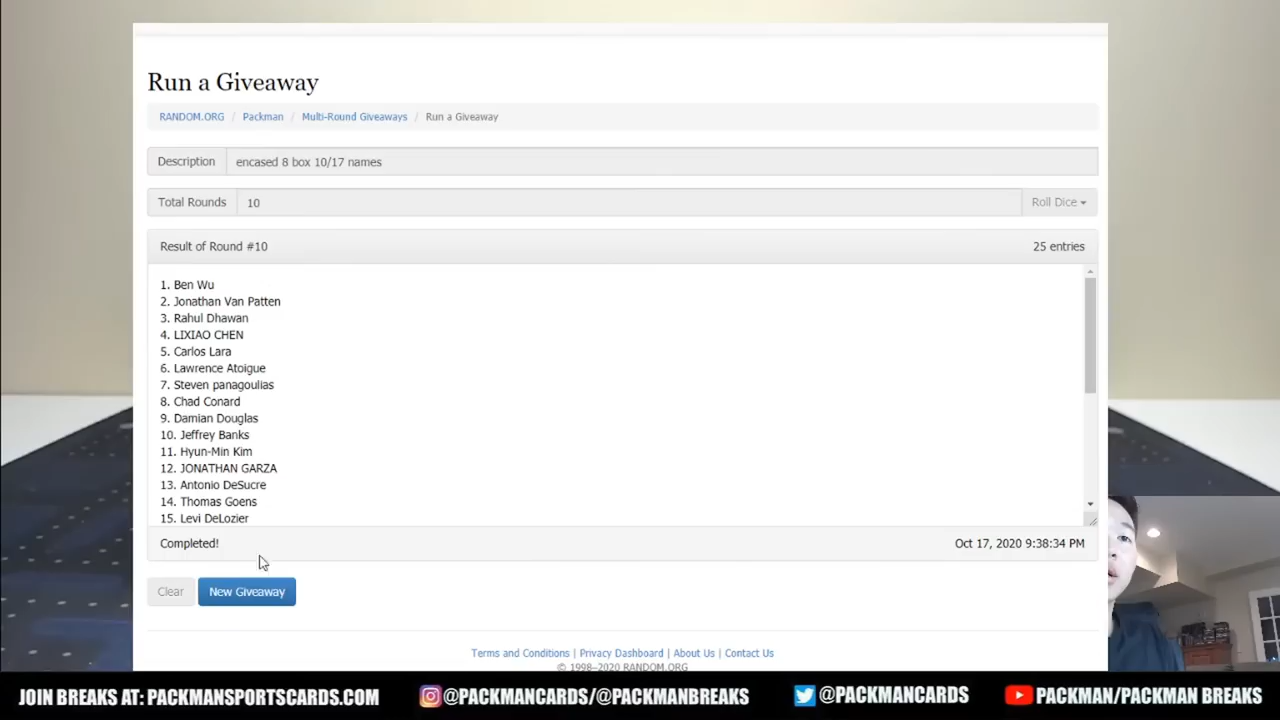 Run a Giveaway
RANDOM.ORG / Packman / Multi-Round Giveaways / Run a Giveaway
Description encased 8 box 10/17 names
Total Rounds 10 Roll Dice
Result of Round #10 25 entries
1. Ben Wu
2. Jonathan Van Patten
3. Rahul Dhawan
4. LIXIAO CHEN
5. Carlos Lara
6. Lawrence Atoigue
7. Steven panagoulias
8. Chad Conard
9. Damian Douglas
10. Jeffrey Banks
11. Hyun-Min Kim
12. JONATHAN GARZA
13. Antonio DeSucre
14. Thomas Goens
15. Levi DeLozier
Completed! Oct 17, 2020 9:38:34 PM
Clear New Giveaway
Terms and Conditions | Privacy Dashboard | About Us | Contact Us
© 1998–2020 RANDOM.ORG
JOIN BREAKS AT: PACKMANSPORTSCARDS.COM @PACKMANCARDS/@PACKMANBREAKS @PACKMANCARDS PACKMAN/PACKMAN BREAKS